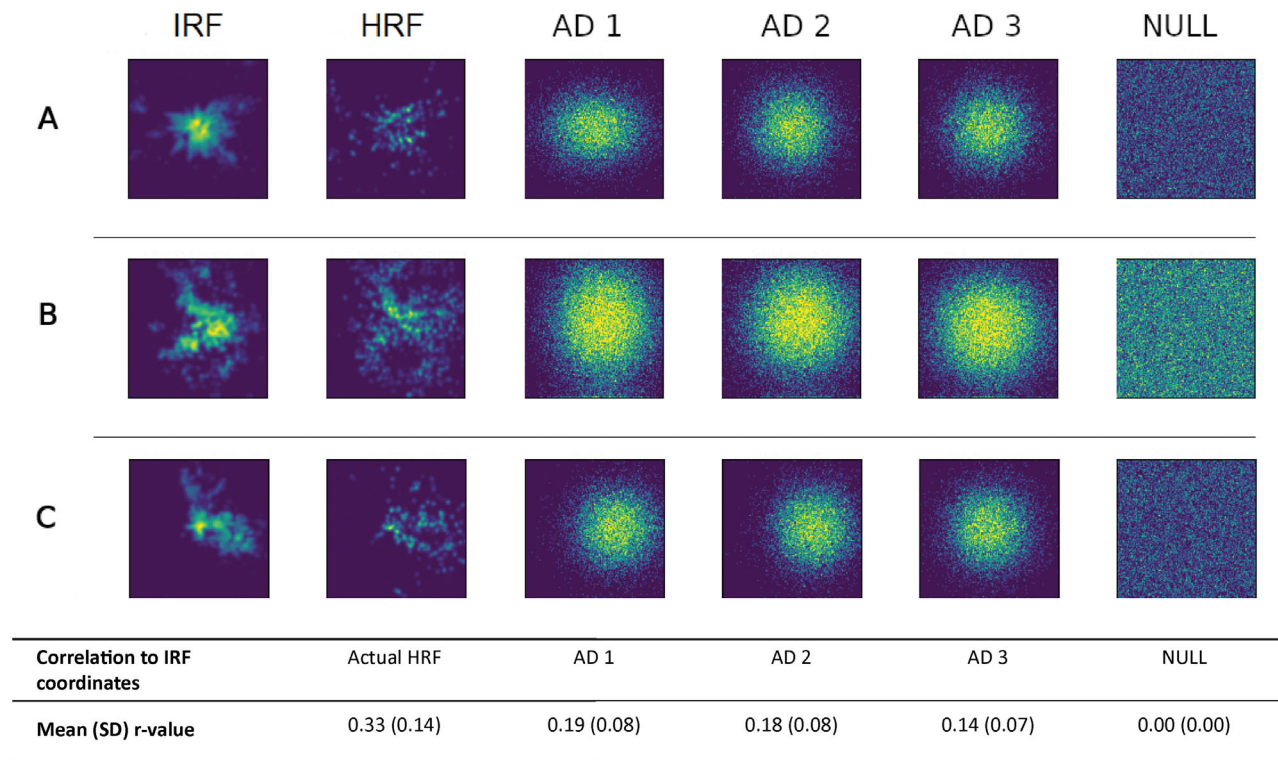 IRF HRF AD 1 AD 2 AD 3 NULL
A
B
C
Correlation to IRF coordinates Actual HRF AD 1 AD 2 AD 3 NULL
Mean (SD) r-value 0.33 (0.14) 0.19 (0.08) 0.18 (0.08) 0.14 (0.07) 0.00 (0.00)